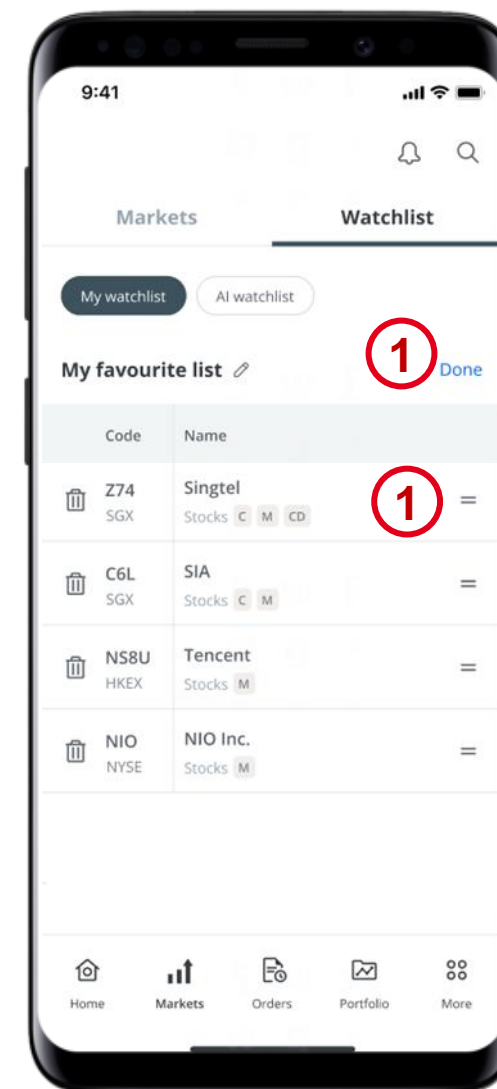 9:41
Markets Watchlist
My watchlist AI watchlist
My favourite list 1 Done
Code Name
Z74 Singtel 1
SGX Stocks C M CD
C6L SIA
SGX Stocks C M
NS8U Tencent
HKEX Stocks M
NIO NIO Inc.
NYSE Stocks M
Home Markets Orders Portfolio More